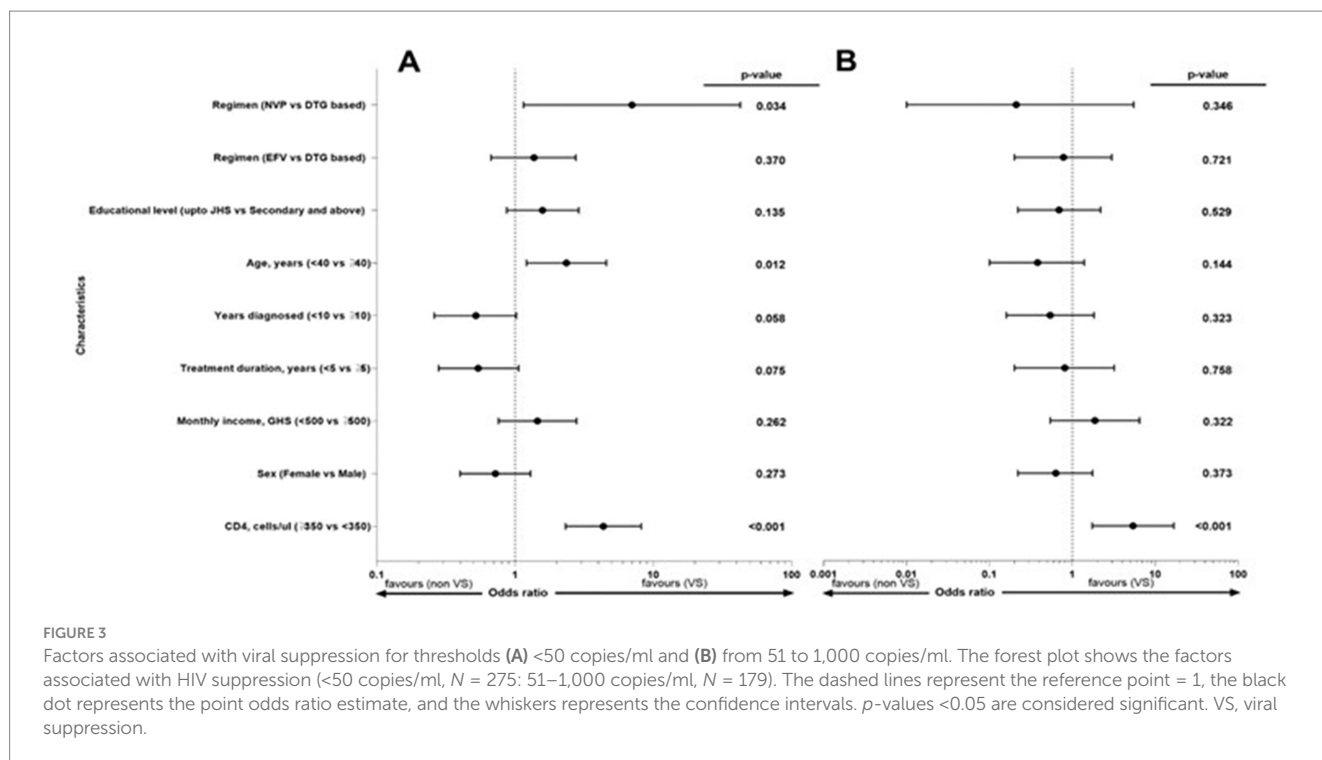 A
B
p-value
p-value
Regimen (NVP vs DTG based)
0.034
0.346
Regimen (EFV vs DTG based)
0.370
0.721
Educational level (upto JHS vs Secondary and above)
0.135
0.529
Age, years (<40 vs 40)
0.012
0.144
Years diagnosed (<10 vs 10)
0.058
0.323
Treatment duration, years (<5 vs 5)
0.075
0.758
Monthly income, GHS (<500 vs 500)
0.262
0.322
Sex (Female vs Male)
0.273
0.373
CD4, cells/ul (350 vs <350)
<0.001
<0.001
Characteristics
0.1 1 10 100
0.001 0.01 0.1 1 10 100
favours (non VS) favours (VS)
favours (non VS) favours (VS)
Odds ratio
Odds ratio
FIGURE 3
Factors associated with viral suppression for thresholds (A) <50 copies/ml and (B) from 51 to 1,000 copies/ml. The forest plot shows the factors
associated with HIV suppression (<50 copies/ml, N = 275: 51–1,000 copies/ml, N = 179). The dashed lines represent the reference point = 1, the black
dot represents the point odds ratio estimate, and the whiskers represents the confidence intervals. p-values <0.05 are considered significant. VS, viral
suppression.